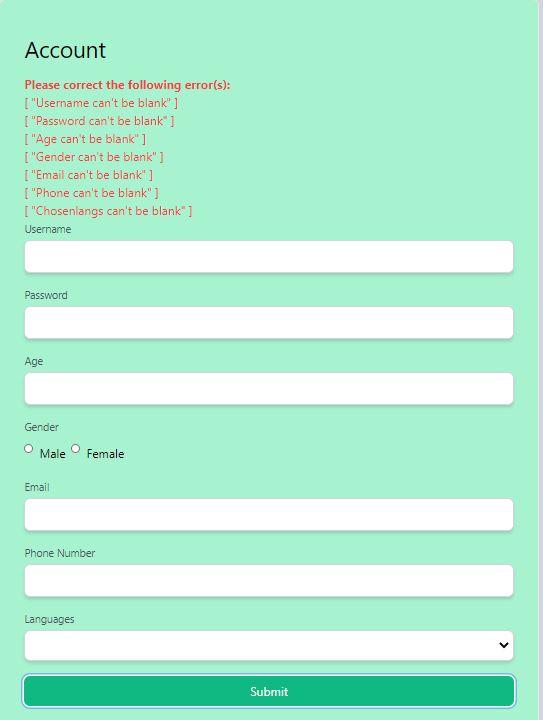 Account
Please correct the following error(s):
[ "Username can't be blank" ]
[ "Password can't be blank" ]
[ "Age can't be blank" ]
[ "Gender can't be blank" ]
[ "Email can't be blank" ]
[ "Phone can't be blank" ]
[ "Chosenlangs can't be blank" ]
Username
Password
Age
Gender
Male Female
Email
Phone Number
Languages
Submit